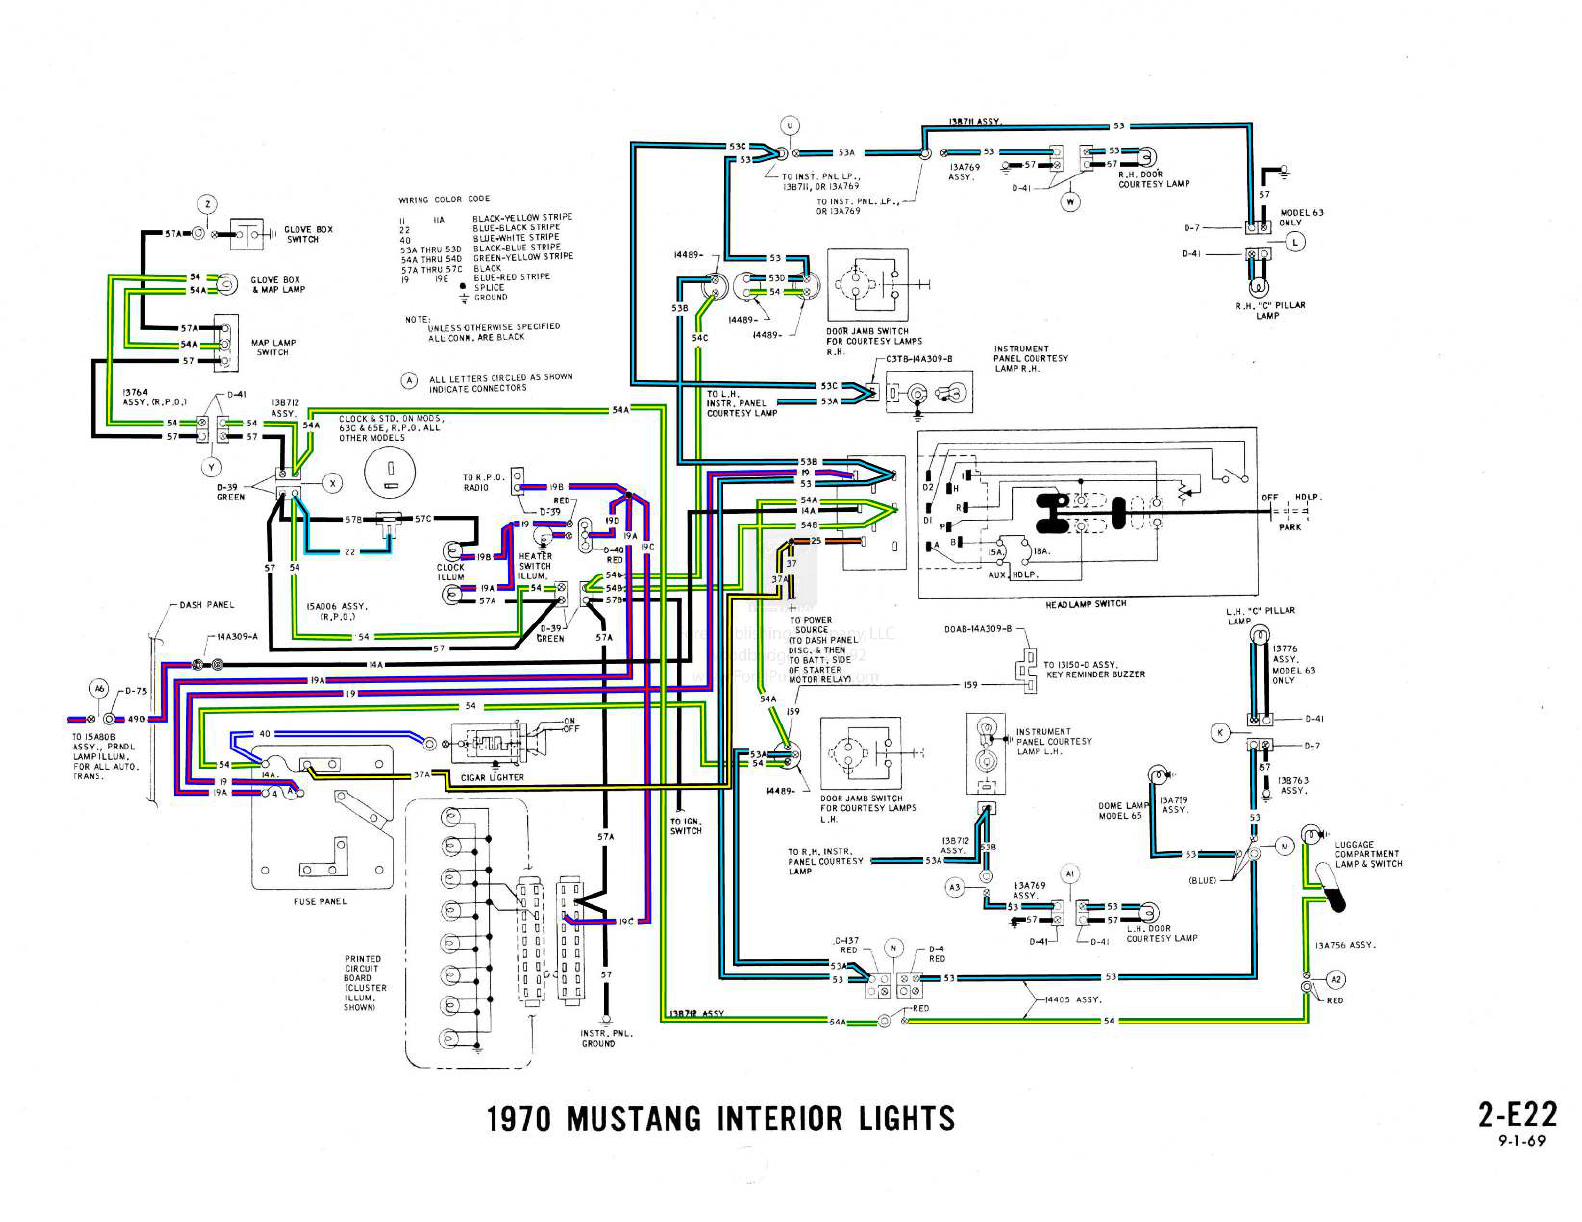 WIRING COLOR CODE
11 11A BLACK-YELLOW STRIPE
22 BLUE-BLACK STRIPE
40 BLUE-WHITE STRIPE
53A THRU 53D BLACK-BLUE STRIPE
54A THRU 54D GREEN-YELLOW STRIPE
57A THRU 57C BLACK
19 19E BLUE-RED STRIPE
SPLICE
GROUND
NOTE:
UNLESS OTHERWISE SPECIFIED
ALL CONN. ARE BLACK
A ALL LETTERS CIRCLED AS SHOWN
INDICATE CONNECTORS
Z
57A
GLOVE BOX
SWITCH
54
54A
GLOVE BOX
& MAP LAMP
57A
54A
57
MAP LAMP
SWITCH
13764
ASSY. (R.P.O.)
D-41
54
57
54
57
Y
13B712
ASSY.
54A
54A
CLOCK & STD. ON MODS,
63C & 65E, R.P.O. ALL
OTHER MODELS
D-39
GREEN
X
57B
57C
22
57
54
CLOCK
ILLUM
TO R.P.O.
RADIO
19B
D-39
RED
19
19D
19A
19C
19B
HEATER
SWITCH
ILLUM.
D-40
RED
19A
57A
54
54B
57B
D-39
GREEN
57A
15A006 ASSY.
(R.P.O.)
54
57
DASH PANEL
14A309-A
14A
19A
19
54
A6
D-75
490
TO 15A80B
ASSY., PRNDL
LAMP ILLUM.
FOR ALL AUTO.
TRANS.
40
54
19
19A
14A.
4
37A
FUSE PANEL
ON
OFF
CIGAR LIGHTER
PRINTED
CIRCUIT
BOARD
(CLUSTER
ILLUM.
SHOWN)
57A
19C
57
INSTR. PNL.
GROUND
TO IGN.
SWITCH
13B712 ASSY
U
53C
53
53A
TO INST. PNL LP.,
13B711, OR 13A769
TO INST. PNL. LP.,
OR 13A769
13B711 ASSY.
53
53
13A769
ASSY.
57
D-41
53
57
W
R.H. DOOR
COURTESY LAMP
57
MODEL 63
ONLY
D-7
L
D-41
R.H. "C" PILLAR
LAMP
14489-
53
53D
54
53B
54C
14489-
14489-
DOOR JAMB SWITCH
FOR COURTESY LAMPS
R.H.
C3TB-14A309-B
INSTRUMENT
PANEL COURTESY
LAMP R.H.
53C
53A
TO L.H.
INSTR. PANEL
COURTESY LAMP
53B
19
53
54A
14A
54B
25
37
37A
D2
H
D1
R
P
A
B
15A.
18A.
AUX. HDLP.
OFF HDLP.
PARK
HEADLAMP SWITCH
TO POWER
SOURCE
(TO DASH PANEL
DISC. & THEN
TO BATT. SIDE
OF STARTER
MOTOR RELAY)
DOAB-14A309-B
TO 13150-D ASSY.
KEY REMINDER BUZZER
159
54A
159
53A
54
14489-
DOOR JAMB SWITCH
FOR COURTESY LAMPS
L.H.
INSTRUMENT
PANEL COURTESY
LAMP L.H.
L.H. "C" PILLAR
LAMP
13776
ASSY.
MODEL 63
ONLY
D-41
K
D-7
57
13B763
ASSY.
53
DOME LAMP
MODEL 65
13A719
ASSY.
53
(BLUE)
N
LUGGAGE
COMPARTMENT
LAMP & SWITCH
13A756 ASSY.
A2
RED
TO R.H. INSTR.
PANEL COURTESY
LAMP
53A
13B712
ASSY.
53B
A3
13A769
ASSY.
A1
53
57
53
57
D-41
D-41
L.H. DOOR
COURTESY LAMP
C-137
RED
N
D-4
RED
53A
53
53
14405 ASSY.
RED
54A
54
1970 MUSTANG INTERIOR LIGHTS
2-E22
9-1-69